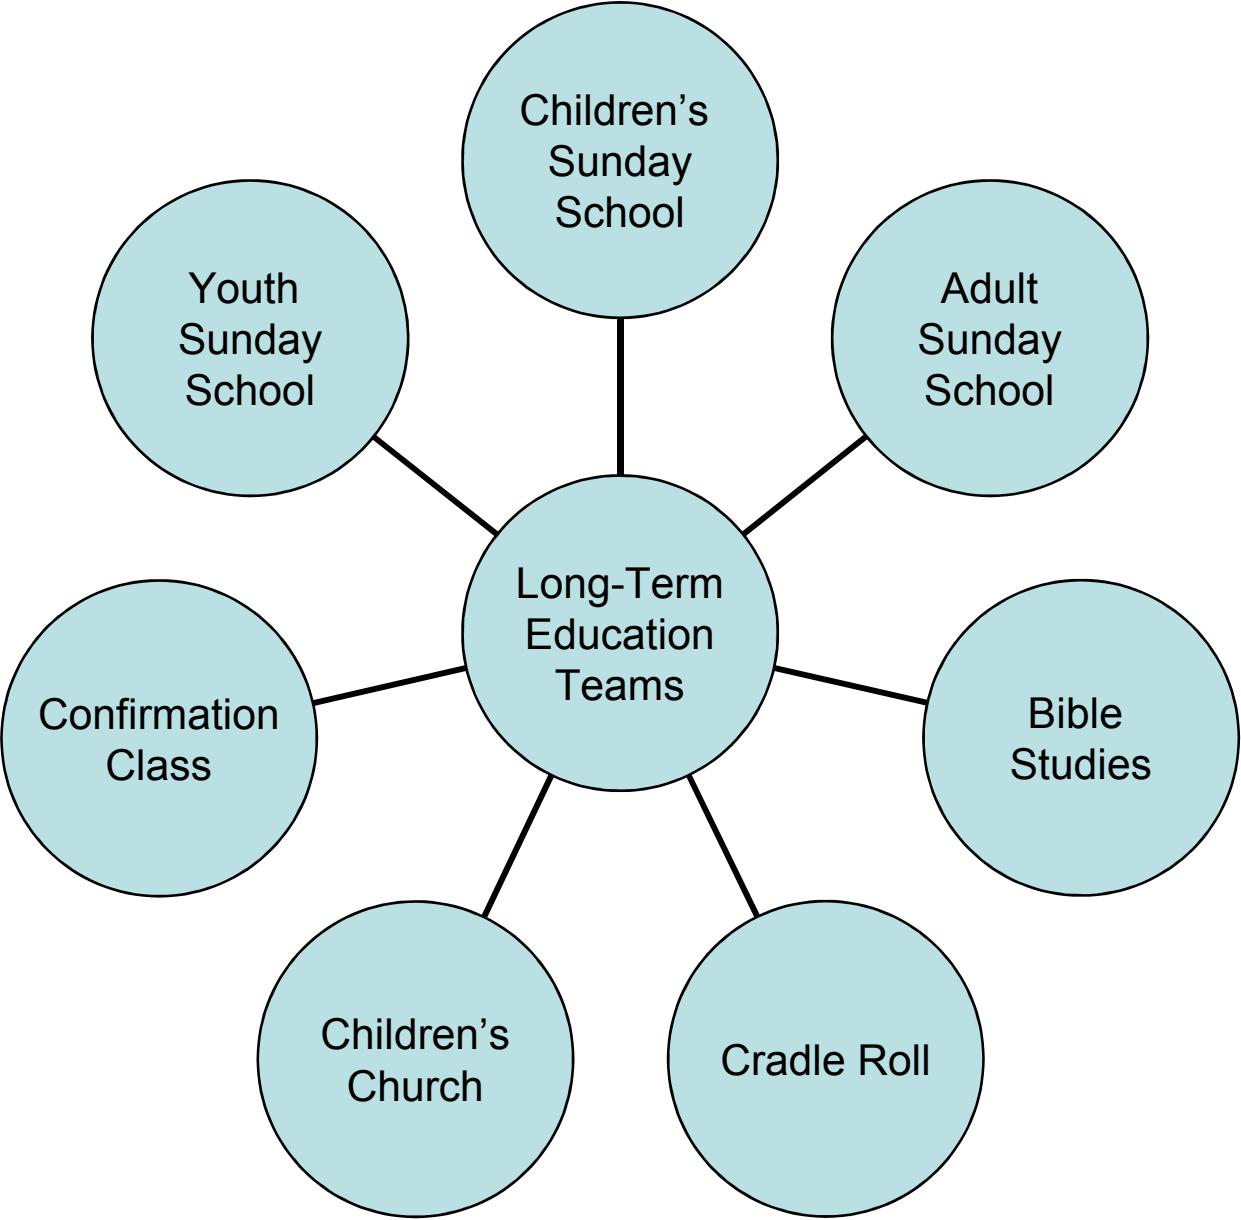 Children’s
Sunday
School
Youth
Sunday
School
Adult
Sunday
School
Long-Term
Education
Teams
Confirmation
Class
Bible
Studies
Children’s
Church
Cradle Roll